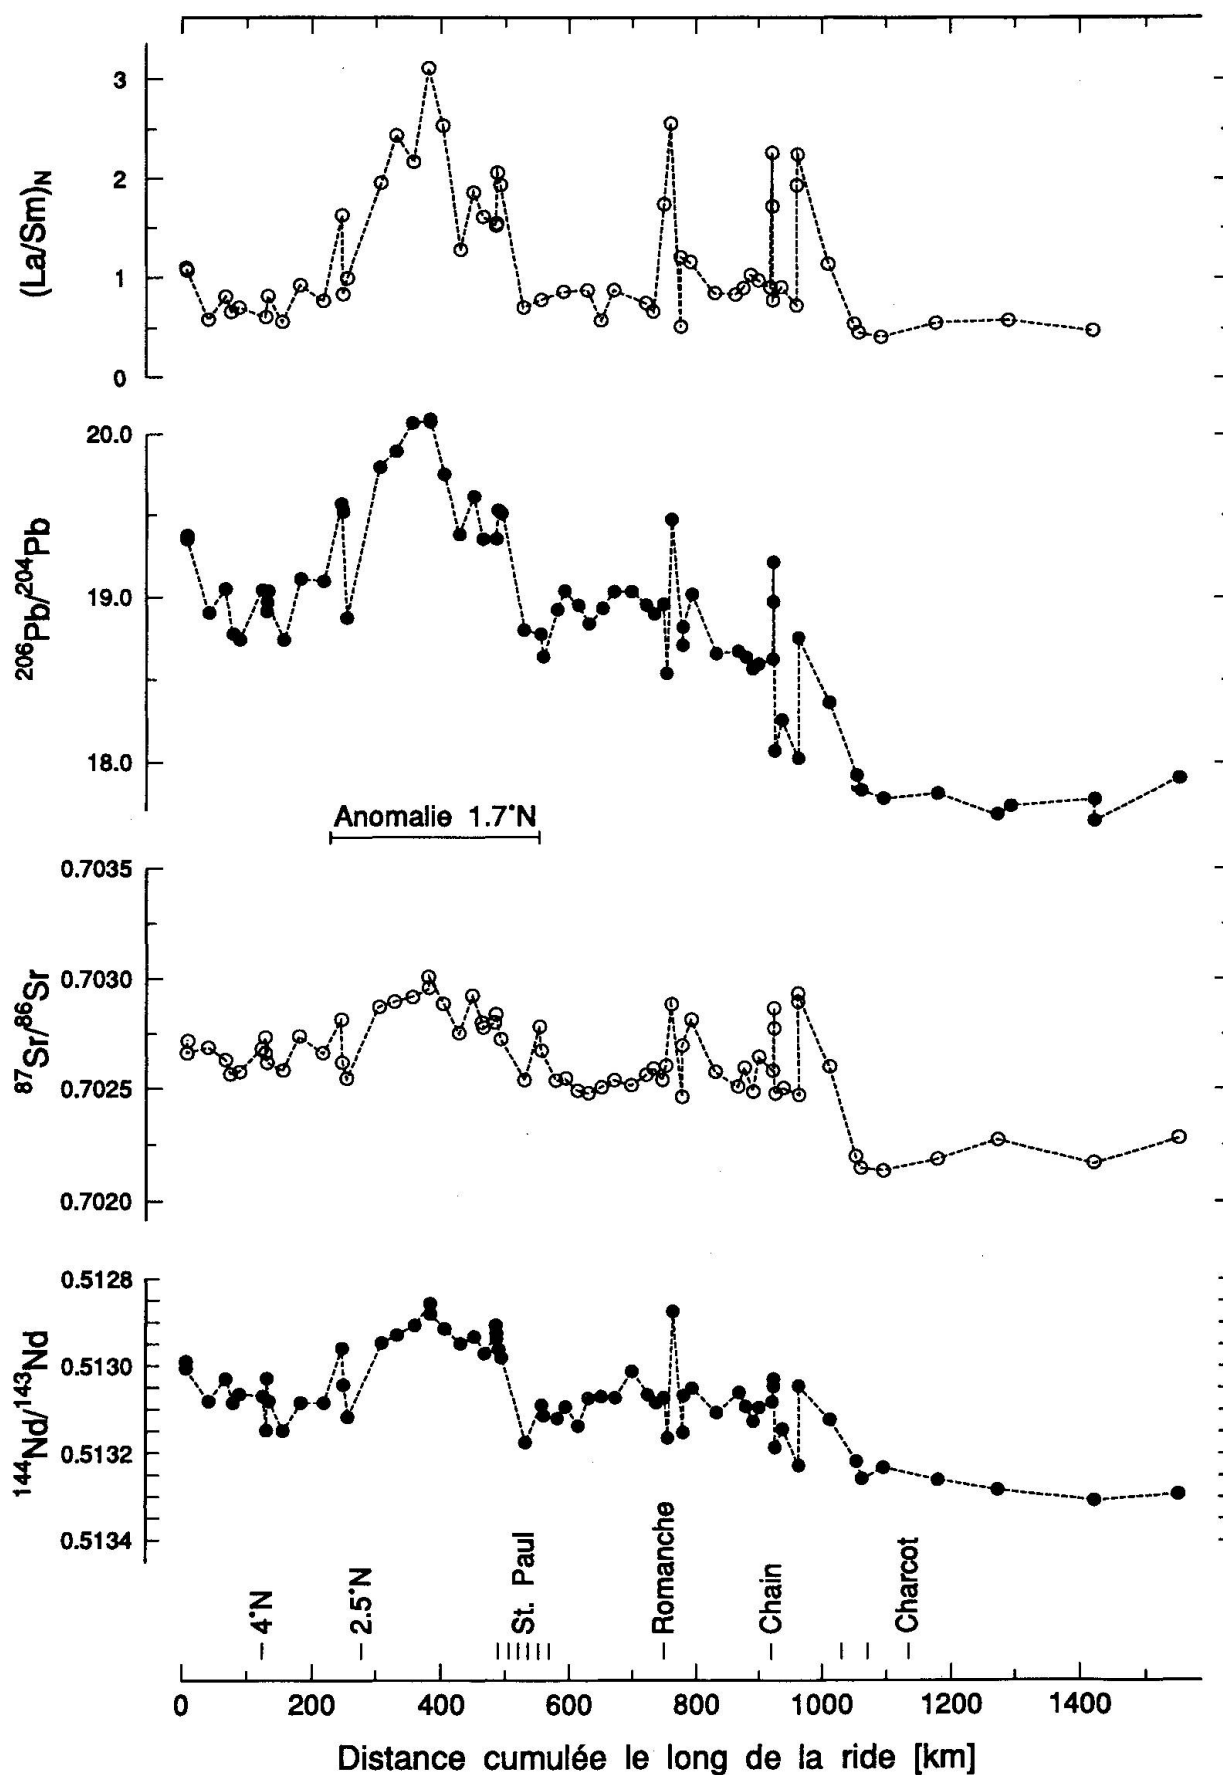 (La/Sm)N
3
2
1
0
206Pb/204Pb
20.0
19.0
18.0
Anomalie 1.7°N
87Sr/86Sr
0.7035
0.7030
0.7025
0.7020
144Nd/143Nd
0.5128
0.5130
0.5132
0.5134
4°N
2.5°N
St. Paul
Romanche
Chain
Charcot
0 200 400 600 800 1000 1200 1400
Distance cumulée le long de la ride [km]